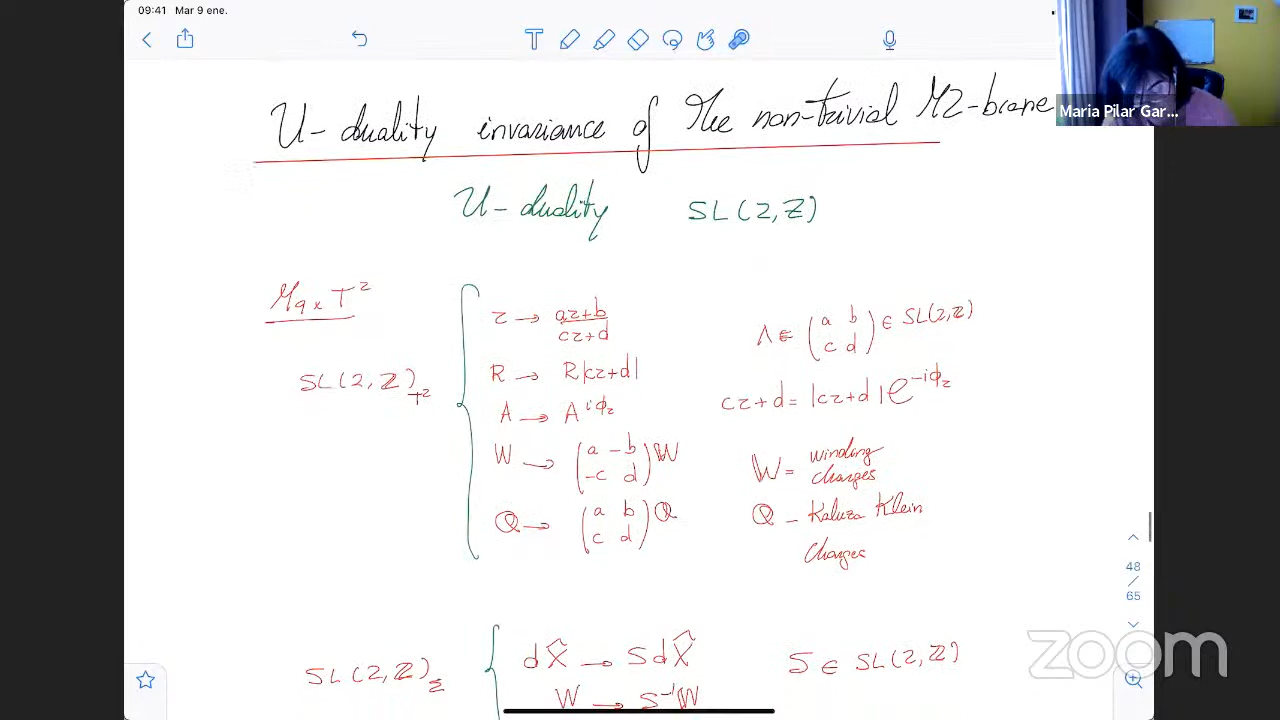 09:41 Mar 9 ene.
Maria Pilar Gar...
U-duality invariance of the non-trivial M2-brane
U-duality SL(2,Z)
M9 x T²
SL(2,Z)_T²
z → az+b / cz+d
Λ ∈ (a b / c d) ∈ SL(2,Z)
R → R|cz+d|
A → A^iφz
cz+d = |cz+d| e^-iφz
W → (a -b / -c d) W
W = winding charges
Q → (a b / c d) Q
Q - Kaluza Klein Charges
48 / 65
SL(2,Z)_Σ
dX̂ → S dX̂
S ∈ SL(2,Z)
W → S⁻¹W
zoom